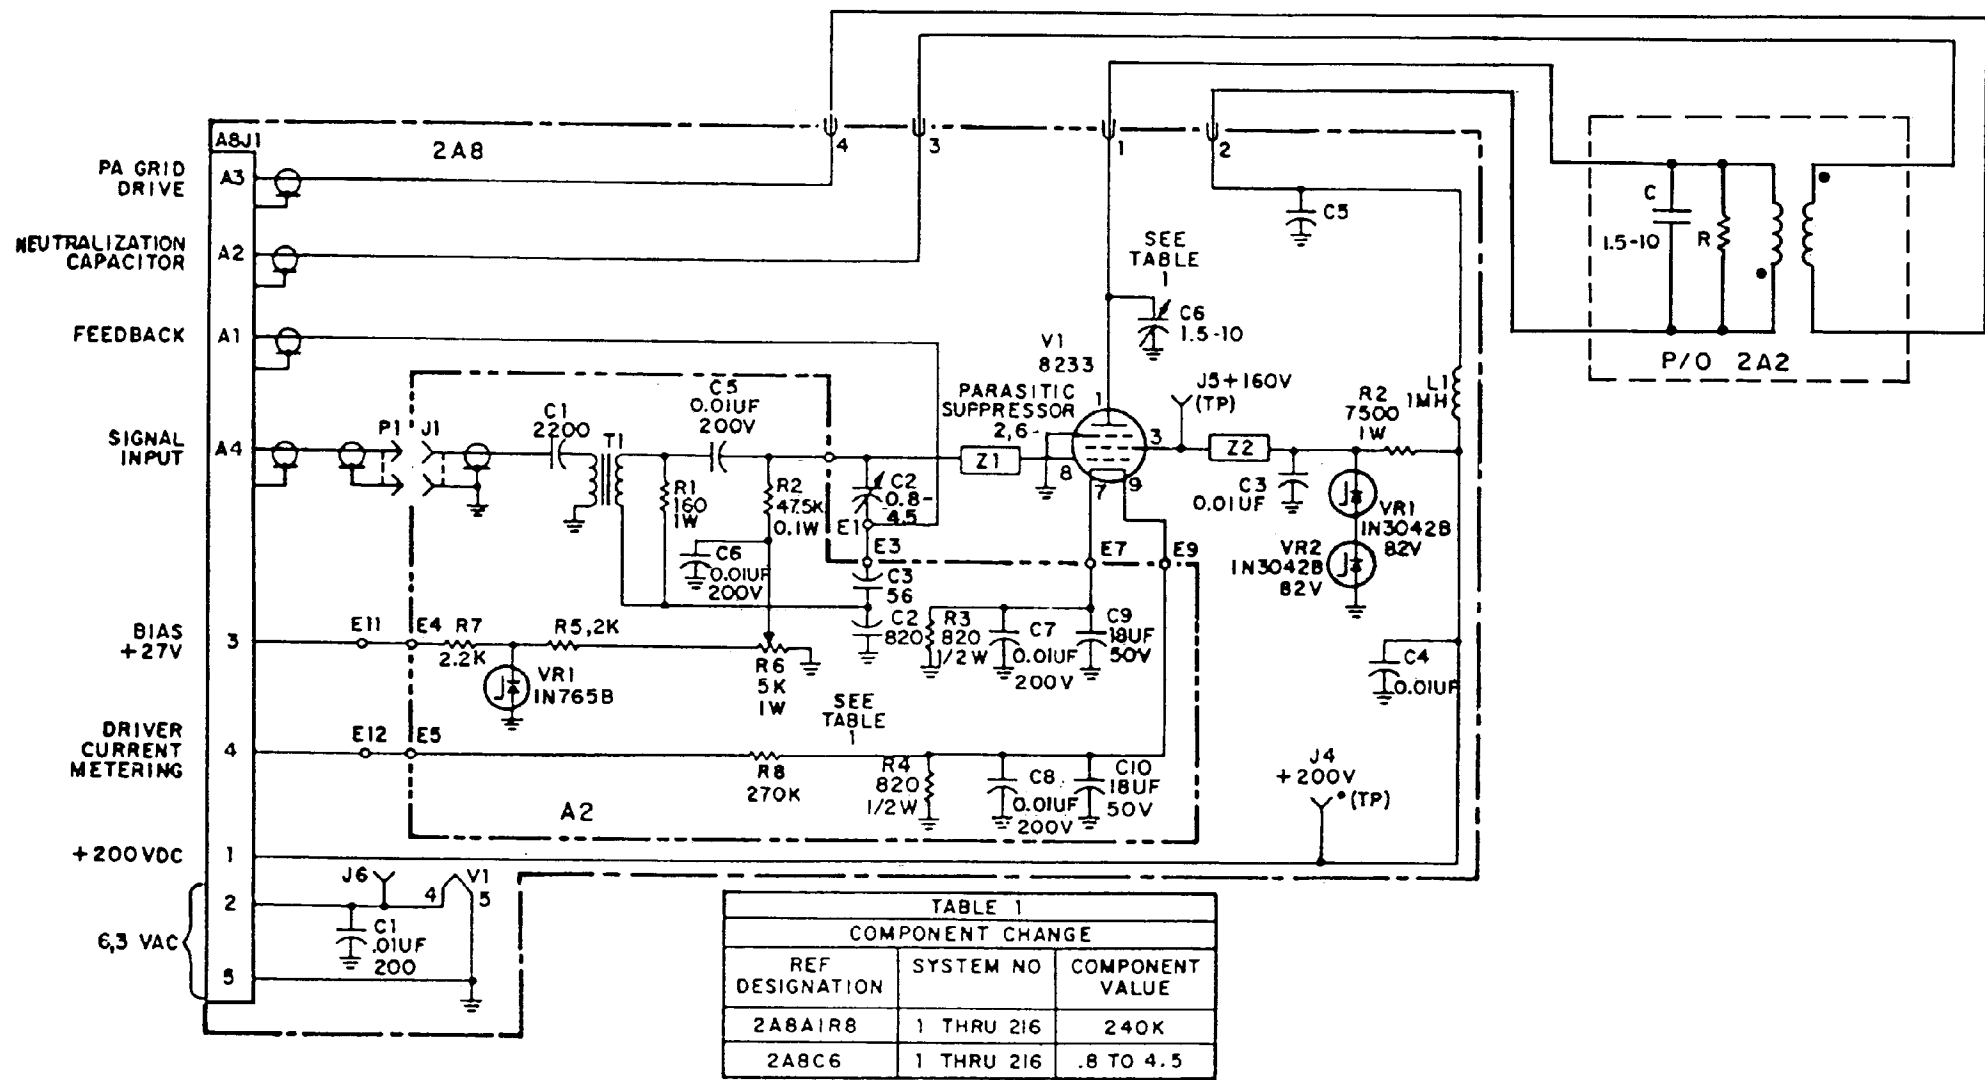 A8J1
2A8
4
3
1
2
PA GRID
DRIVE
A3
NEUTRALIZATION
CAPACITOR
A2
FEEDBACK
A1
SIGNAL
INPUT
A4
P1
J1
C1
2200
T1
C5
0.01UF
200V
R1
160
1W
R2
47.5K
0.1W
C6
0.01UF
200V
C2
0.8-
4.5
E1
E3
C3
56
C2
820
PARASITIC
SUPPRESSOR
Z1
V1
8233
1
2,6
8
7
9
3
SEE
TABLE
1
C6
1.5-10
J5+160V
(TP)
Z2
C5
C3
0.01UF
R2
7500
1W
L1
1MH
VR1
1N3042B
82V
VR2
1N3042B
82V
C
1.5-10
R
P/O 2A2
E7
E9
R3
820
1/2W
C7
0.01UF
200V
C9
18UF
50V
BIAS
+27V
3
E11
E4
R7
2.2K
R5,2K
VR1
1N765B
R6
5K
1W
SEE
TABLE
1
C4
0.01UF
DRIVER
CURRENT
METERING
4
E12
E5
R8
270K
R4
820
1/2W
C8
0.01UF
200V
C10
18UF
50V
J4
+200V
(TP)
A2
+200VDC
1
6,3 VAC
2
5
J6
4
V1
5
C1
.01UF
200
TABLE 1
COMPONENT CHANGE
REF DESIGNATION SYSTEM NO COMPONENT VALUE
2A8A1R8 1 THRU 216 240K
2A8C6 1 THRU 216 .8 TO 4.5